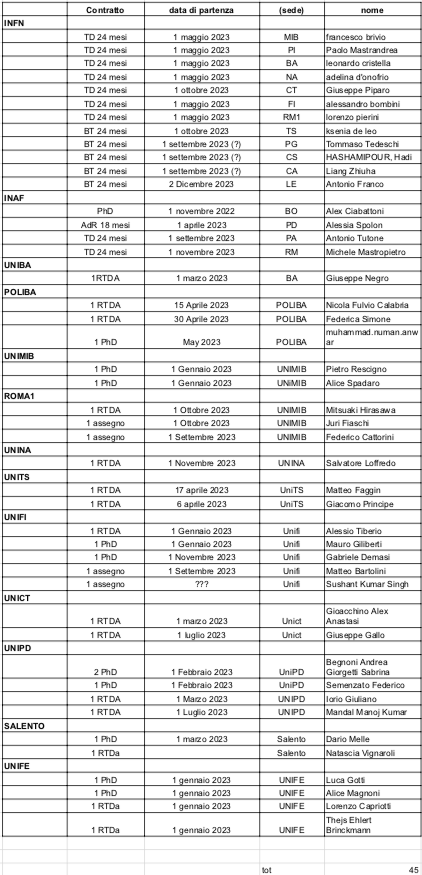 Contratto data di partenza (sede) nome
INFN
TD 24 mesi 1 maggio 2023 MIB francesco brivio
TD 24 mesi 1 maggio 2023 PI Paolo Mastrandrea
TD 24 mesi 1 maggio 2023 BA leonardo cristella
TD 24 mesi 1 maggio 2023 NA adelina d'onofrio
TD 24 mesi 1 ottobre 2023 CT Giuseppe Piparo
TD 24 mesi 1 maggio 2023 FI alessandro bombini
TD 24 mesi 1 maggio 2023 RM1 lorenzo pierini
BT 24 mesi 1 ottobre 2023 TS ksenia de leo
BT 24 mesi 1 settembre 2023 (?) PG Tommaso Tedeschi
BT 24 mesi 1 settembre 2023 (?) CS HASHAMIPOUR, Hadi
BT 24 mesi 1 settembre 2023 (?) CA Liang Zhiuha
BT 24 mesi 2 Dicembre 2023 LE Antonio Franco
INAF
PhD 1 novembre 2022 BO Alex Ciabattoni
AdR 18 mesi 1 aprile 2023 PD Alessia Spolon
TD 24 mesi 1 settembre 2023 PA Antonio Tutone
TD 24 mesi 1 novembre 2023 RM Michele Mastropietro
UNIBA
1RTDA 1 marzo 2023 BA Giuseppe Negro
POLIBA
1 RTDA 15 Aprile 2023 POLIBA Nicola Fulvio Calabria
1 RTDA 30 Aprile 2023 POLIBA Federica Simone
1 PhD May 2023 POLIBA muhammad.numan.anw
ar
UNIMIB
1 PhD 1 Gennaio 2023 UNIMIB Pietro Rescigno
1 PhD 1 Gennaio 2023 UNIMIB Alice Spadaro
ROMA1
1 RTDA 1 Ottobre 2023 UNIMIB Mitsuaki Hirasawa
1 assegno 1 Ottobre 2023 UNIMIB Juri Fiaschi
1 assegno 1 Settembre 2023 UNIMIB Federico Cattorini
UNINA
1 RTDA 1 Novembre 2023 UNINA Salvatore Loffredo
UNITS
1 RTDA 17 aprile 2023 UniTS Matteo Faggin
1 RTDA 6 aprile 2023 UniTS Giacomo Principe
UNIFI
1 RTDA 1 Gennaio 2023 Unifi Alessio Tiberio
1 PhD 1 Gennaio 2023 Unifi Mauro Giliberti
1 PhD 1 Novembre 2023 Unifi Gabriele Demasi
1 assegno 1 Settembre 2023 Unifi Matteo Bartolini
1 assegno ??? Unifi Sushant Kumar Singh
UNICT
1 RTDA 1 marzo 2023 Unict Gioacchino Alex
Anastasi
1 RTDA 1 luglio 2023 Unict Giuseppe Gallo
UNIPD
2 PhD 1 Febbraio 2023 UniPD Begnoni Andrea
Giorgetti Sabrina
1 PhD 1 Febbraio 2023 UniPD Semenzato Federico
1 RTDA 1 Marzo 2023 UNIPD Iorio Giuliano
1 RTDA 1 Luglio 2023 UNIPD Mandal Manoj Kumar
SALENTO
1 PhD 1 marzo 2023 Salento Dario Melle
1 RTDa Salento Natascia Vignaroli
UNIFE
1 PhD 1 gennaio 2023 UNIFE Luca Gotti
1 PhD 1 gennaio 2023 UNIFE Alice Magnoni
1 RTDa 1 gennaio 2023 UNIFE Lorenzo Capriotti
1 RTDa 1 gennaio 2023 UNIFE Thejs Ehlert
Brinckmann
tot 45